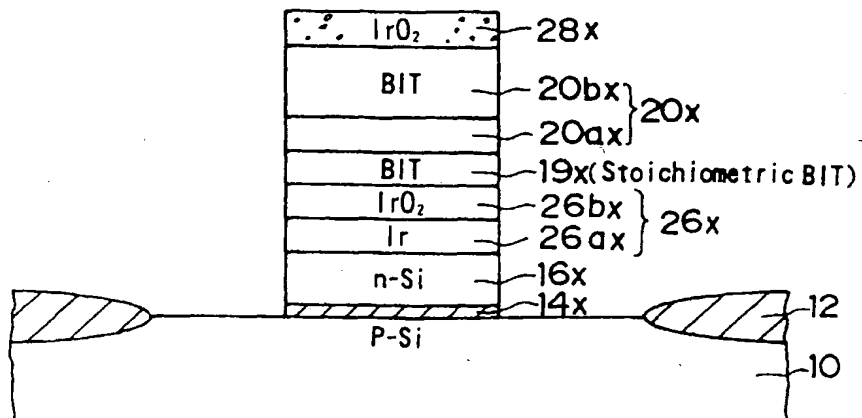 IrO₂ 28x
BIT 20bx
20x
20ax
BIT 19x(Stoichiometric BIT)
IrO₂ 26bx
26x
Ir 26ax
n-Si 16x
14x
12
P-Si
10